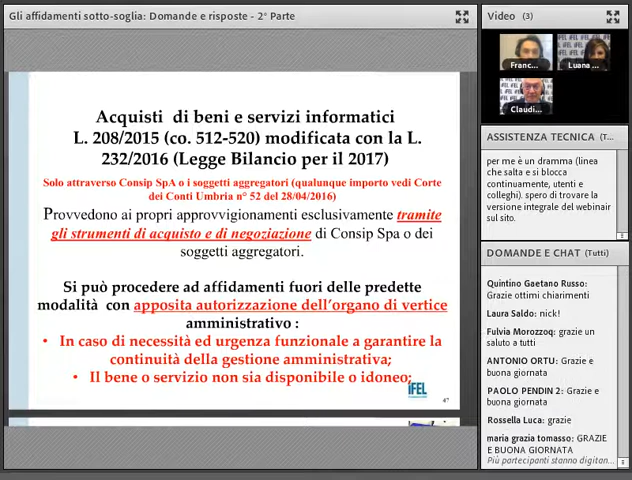 Gli affidamenti sotto-soglia: Domande e risposte - 2° Parte
Acquisti di beni e servizi informatici
L. 208/2015 (co. 512-520) modificata con la L.
232/2016 (Legge Bilancio per il 2017)
Solo attraverso Consip SpA o i soggetti aggregatori (qualunque importo vedi Corte
dei Conti Umbria n° 52 del 28/04/2016)
Provvedono ai propri approvvigionamenti esclusivamente tramite
gli strumenti di acquisto e di negoziazione di Consip Spa o dei
soggetti aggregatori.
Si può procedere ad affidamenti fuori delle predette
modalità con apposita autorizzazione dell'organo di vertice
amministrativo :
• In caso di necessità ed urgenza funzionale a garantire la
continuità della gestione amministrativa;
• Il bene o servizio non sia disponibile o idoneo;
iFEL
47
Video (3)
Franc...
Luana ...
Claudi...
ASSISTENZA TECNICA (T...
per me è un dramma (linea
che salta e si blocca
continuamente, utenti e
colleghi). spero di trovare la
versione integrale del webinair
sul sito.
DOMANDE E CHAT (Tutti)
Quintino Gaetano Russo:
Grazie ottimi chiarimenti
Laura Saldo: nick!
Fulvia Morozzoq: grazie un
saluto a tutti
ANTONIO ORTU: Grazie e
buona giornata
PAOLO PENDIN 2: Grazie e
buona giornata
Rossella Luca: grazie
maria grazia tomasso: GRAZIE
E BUONA GIORNATA
Più partecipanti stanno digitan...